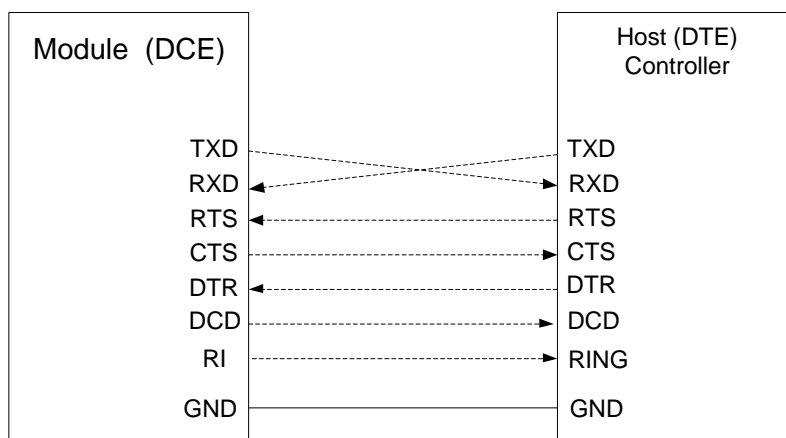 Module (DCE)
Host (DTE)
Controller
TXD
RXD
RTS
CTS
DTR
DCD
RI
GND
TXD
RXD
RTS
CTS
DTR
DCD
RING
GND